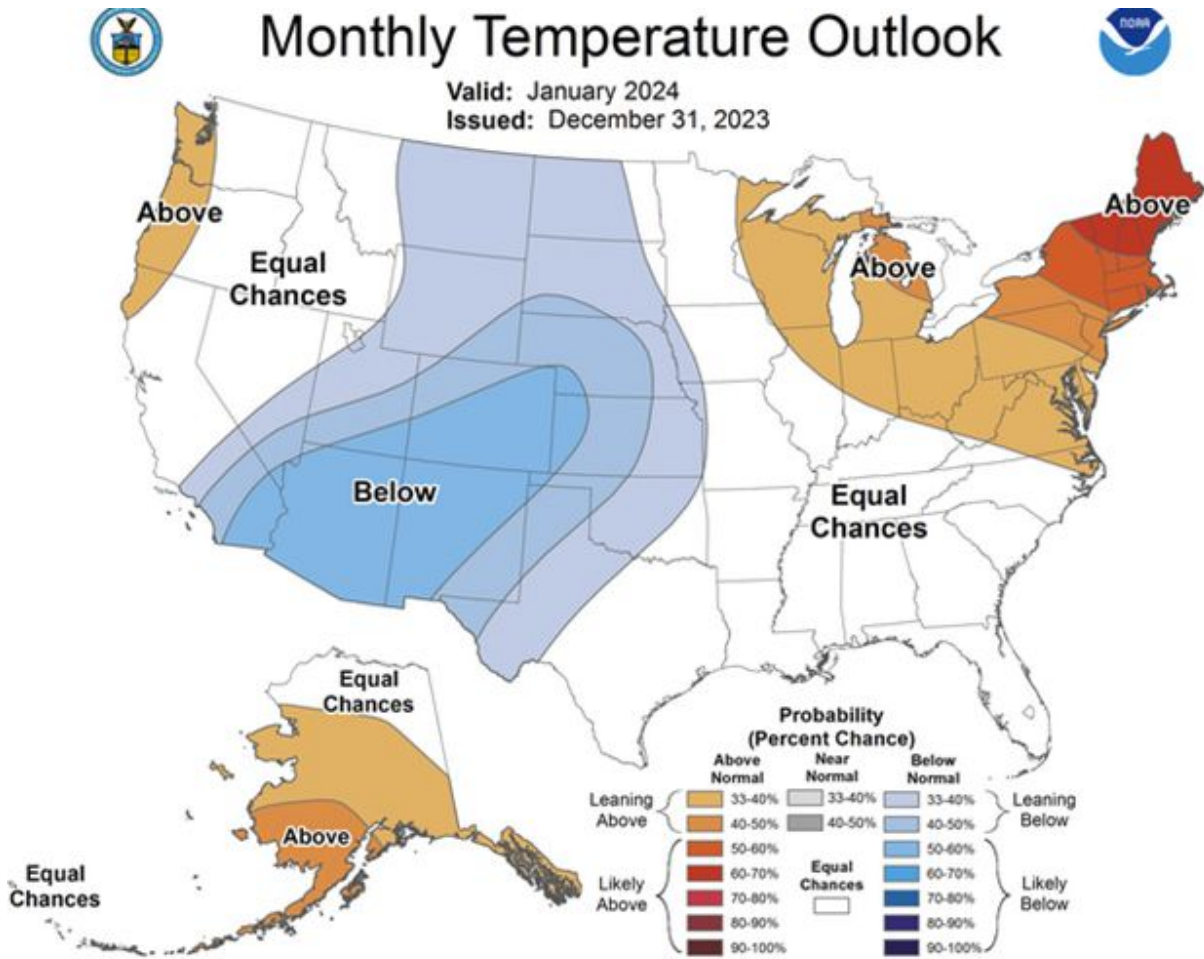 NOAA
Monthly Temperature Outlook
Valid: January 2024
Issued: December 31, 2023
Above
Equal
Chances
Above
Above
Below
Equal
Chances
Equal
Chances
Above
Equal
Chances
Probability
(Percent Chance)
Above
Normal
Near
Normal
Below
Normal
Leaning
Above
33-40%
40-50%
33-40%
40-50%
33-40%
40-50%
Leaning
Below
Likely
Above
50-60%
60-70%
70-80%
80-90%
90-100%
Equal
Chances
50-60%
60-70%
70-80%
80-90%
90-100%
Likely
Below